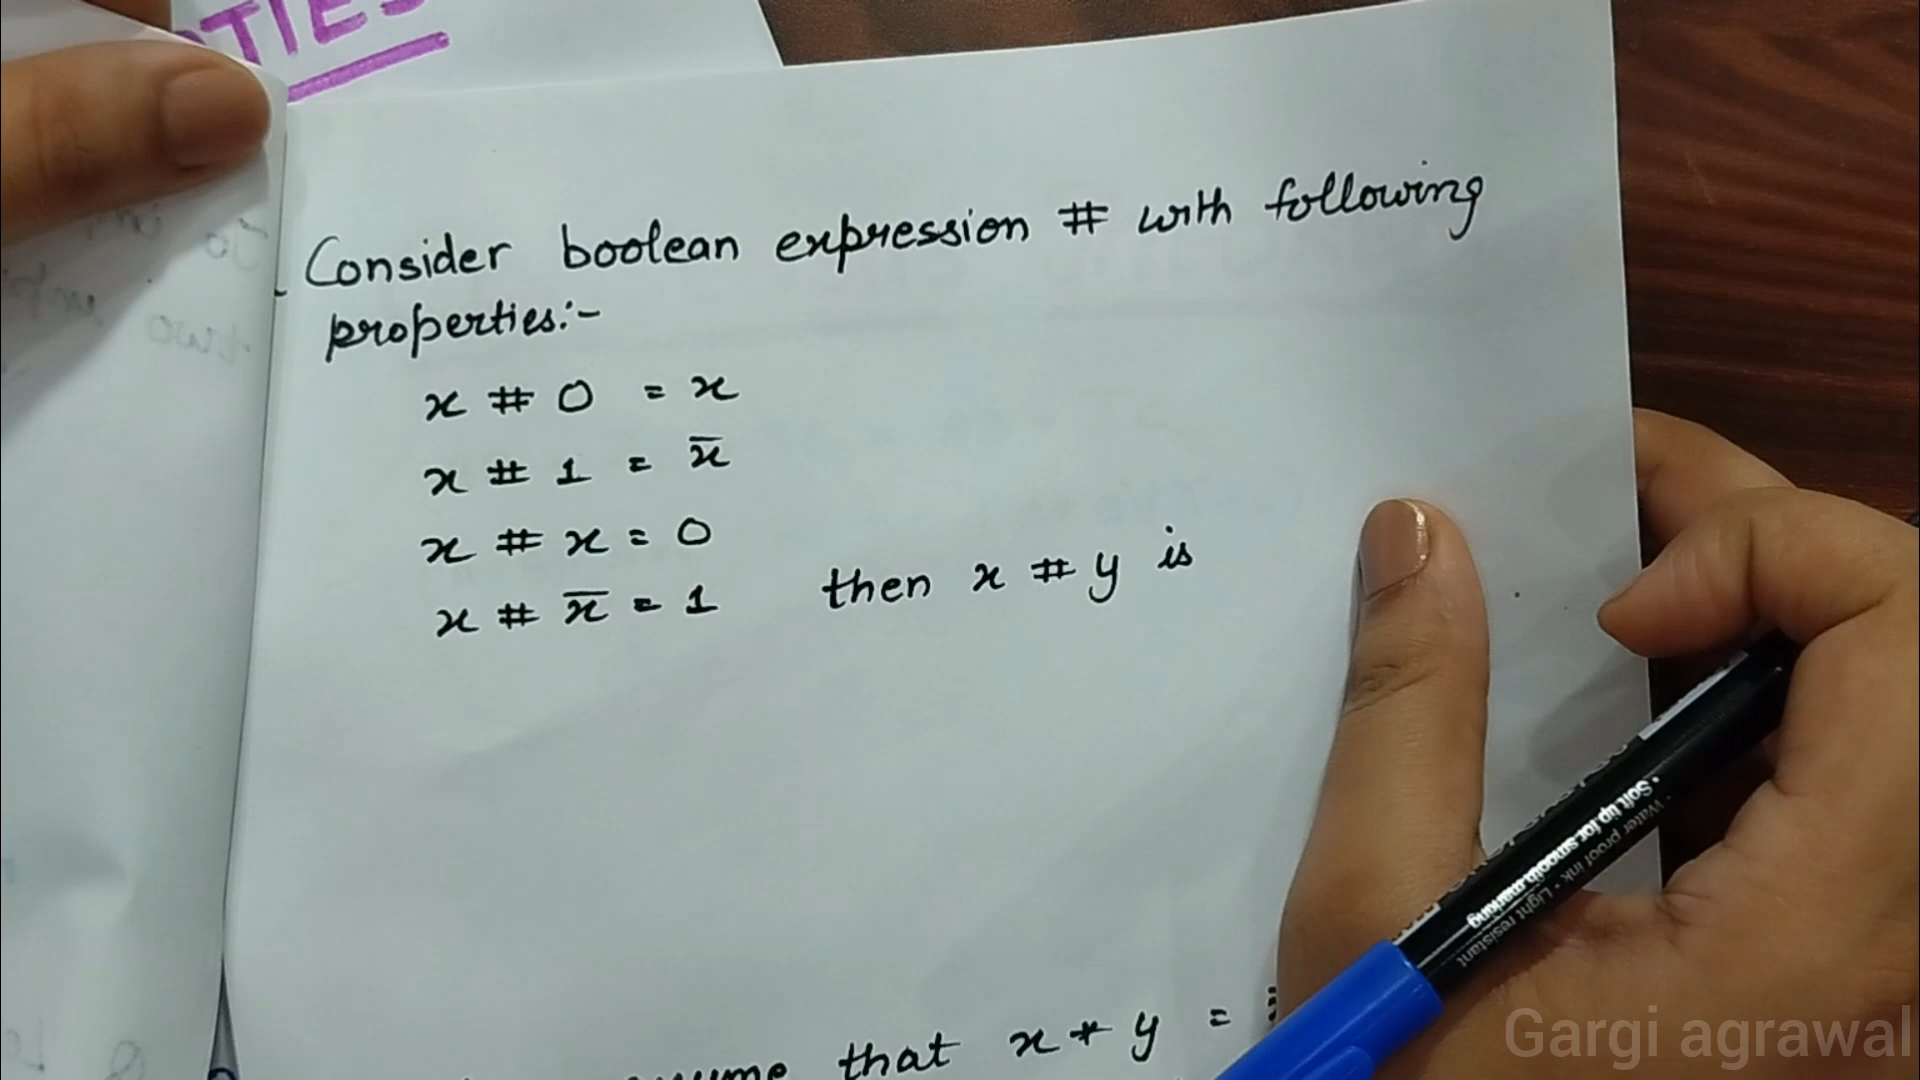 Consider boolean expression # with following
properties:-
x # 0 = x
x # 1 = x̅
x # x = 0
x # x̅ = 1 then x # y is
that x * y =
• Water proof ink • Light resistant
• Soft tip for smooth marking
Gargi agrawal